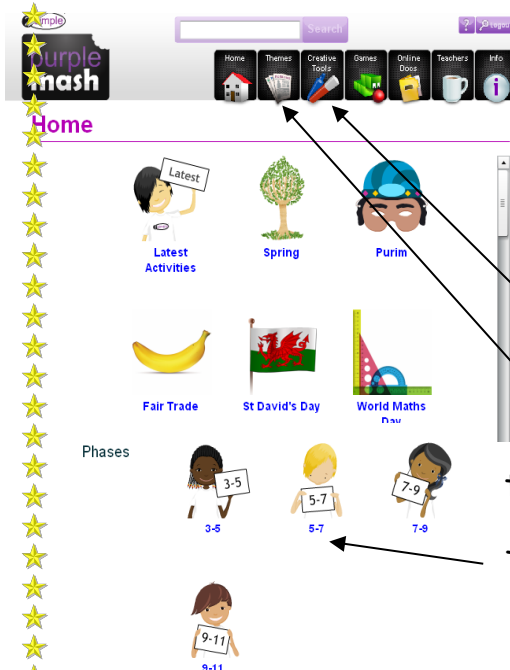 2simple
Search
Logout
purple
mash
Home Themes Creative Tools Games Online Docs Teachers Info
Home
Latest
Latest Activities
Spring
Purim
Fair Trade
St David's Day
World Maths Day
Phases
3-5
5-7
7-9
3-5
5-7
7-9
9-11
9-11